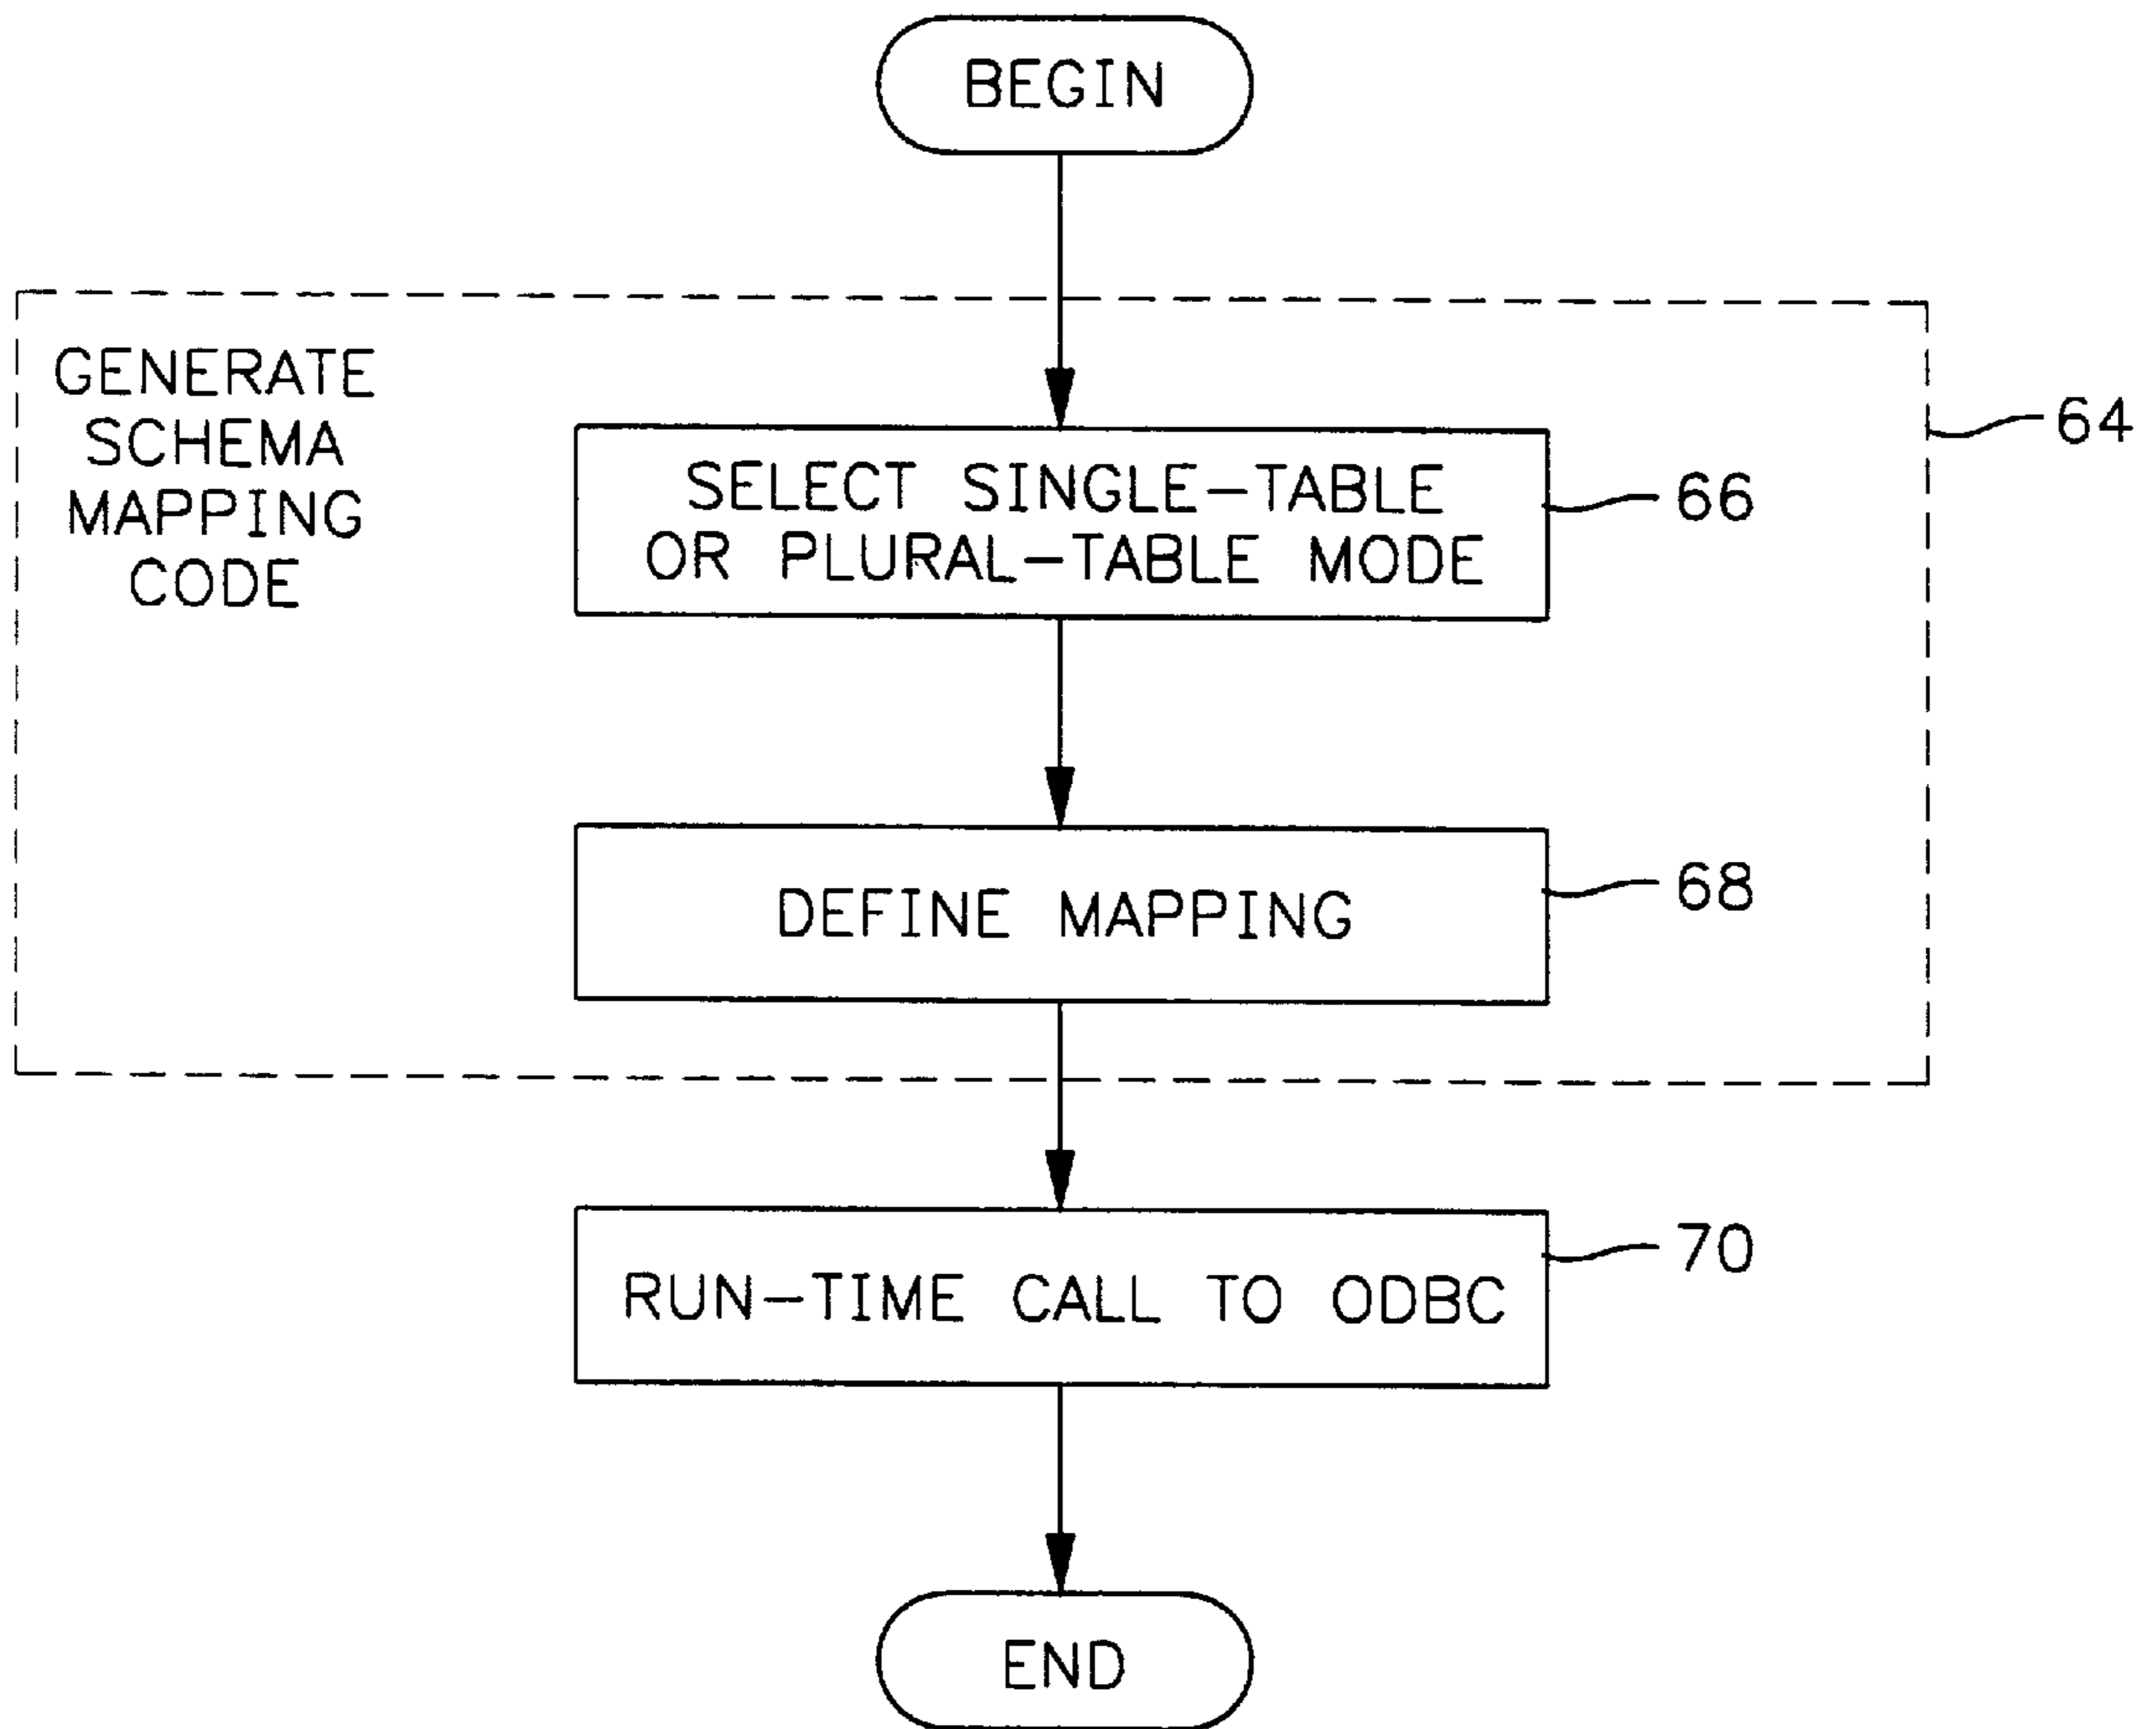 BEGIN
GENERATE
SCHEMA
MAPPING
CODE
64
SELECT SINGLE-TABLE
OR PLURAL-TABLE MODE
66
DEFINE MAPPING
68
RUN-TIME CALL TO ODBC
70
END